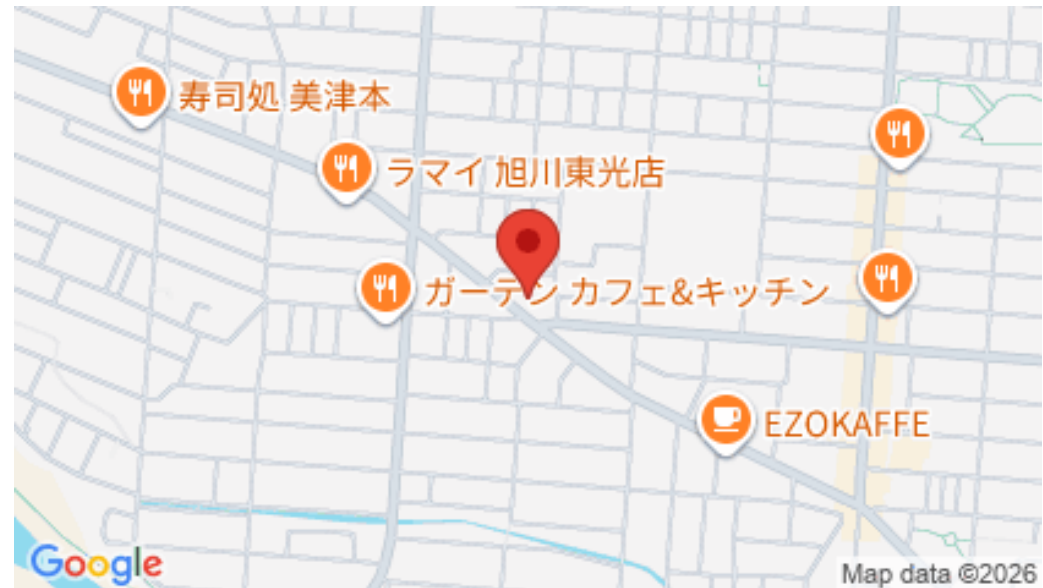 寿司処 美津本
ラマイ 旭川東光店
ガーデン カフェ&キッチン
EZOKAFFE
Google
Map data ©2026